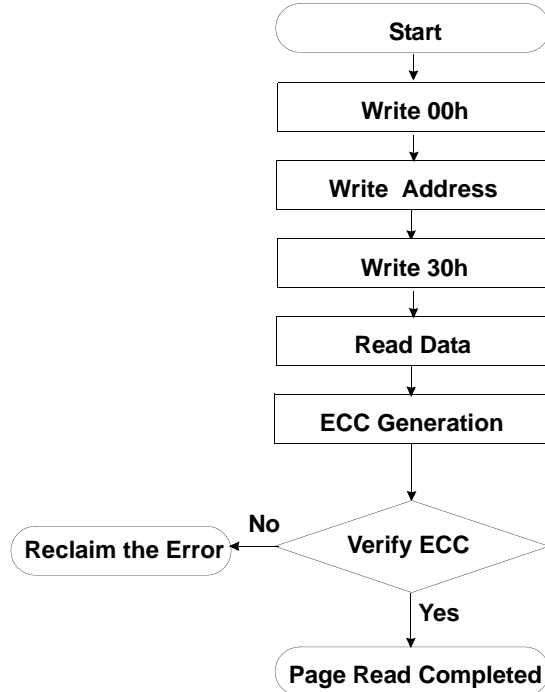 Start
Write 00h
Write Address
Write 30h
Read Data
ECC Generation
No
Reclaim the Error
Verify ECC
Yes
Page Read Completed